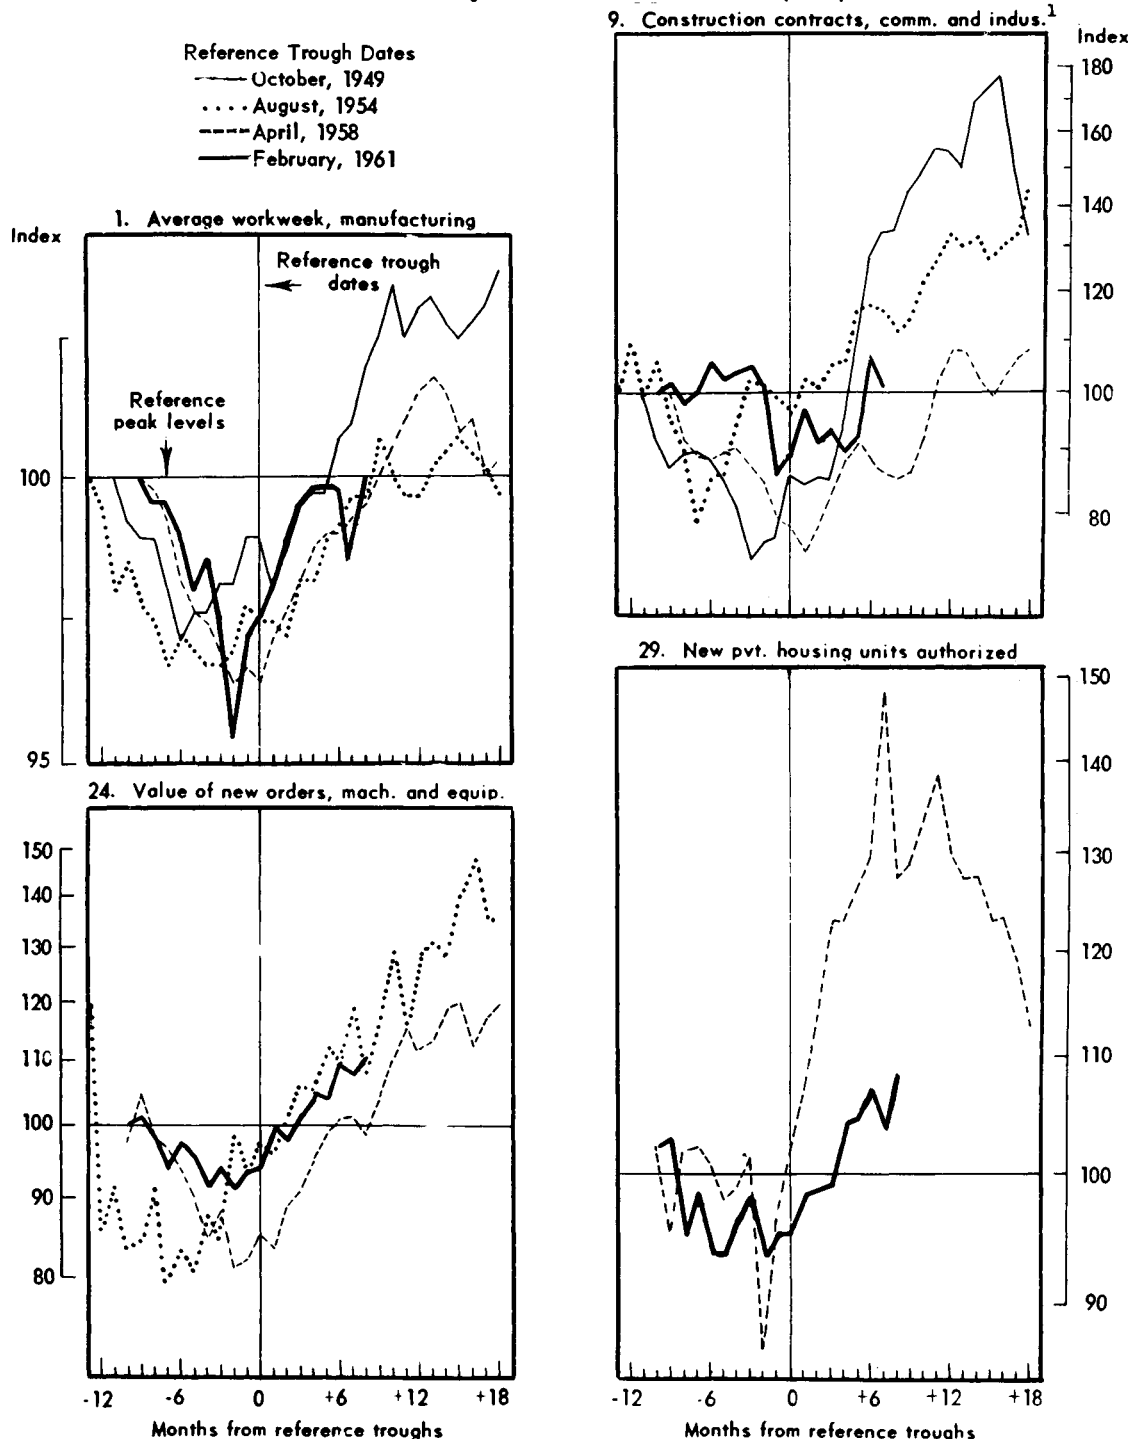 Reference Trough Dates
October, 1949
August, 1954
April, 1958
February, 1961
1. Average workweek, manufacturing
Index
Reference trough
dates
Reference
peak levels
100
95
9. Construction contracts, comm. and indus.1
Index
180
160
140
120
100
80
24. Value of new orders, mach. and equip.
150
140
130
120
110
100
90
80
-12 -6 0 +6 +12 +18
Months from reference troughs
29. New pvt. housing units authorized
150
140
130
120
110
100
90
-12 -6 0 +6 +12 +18
Months from reference troughs